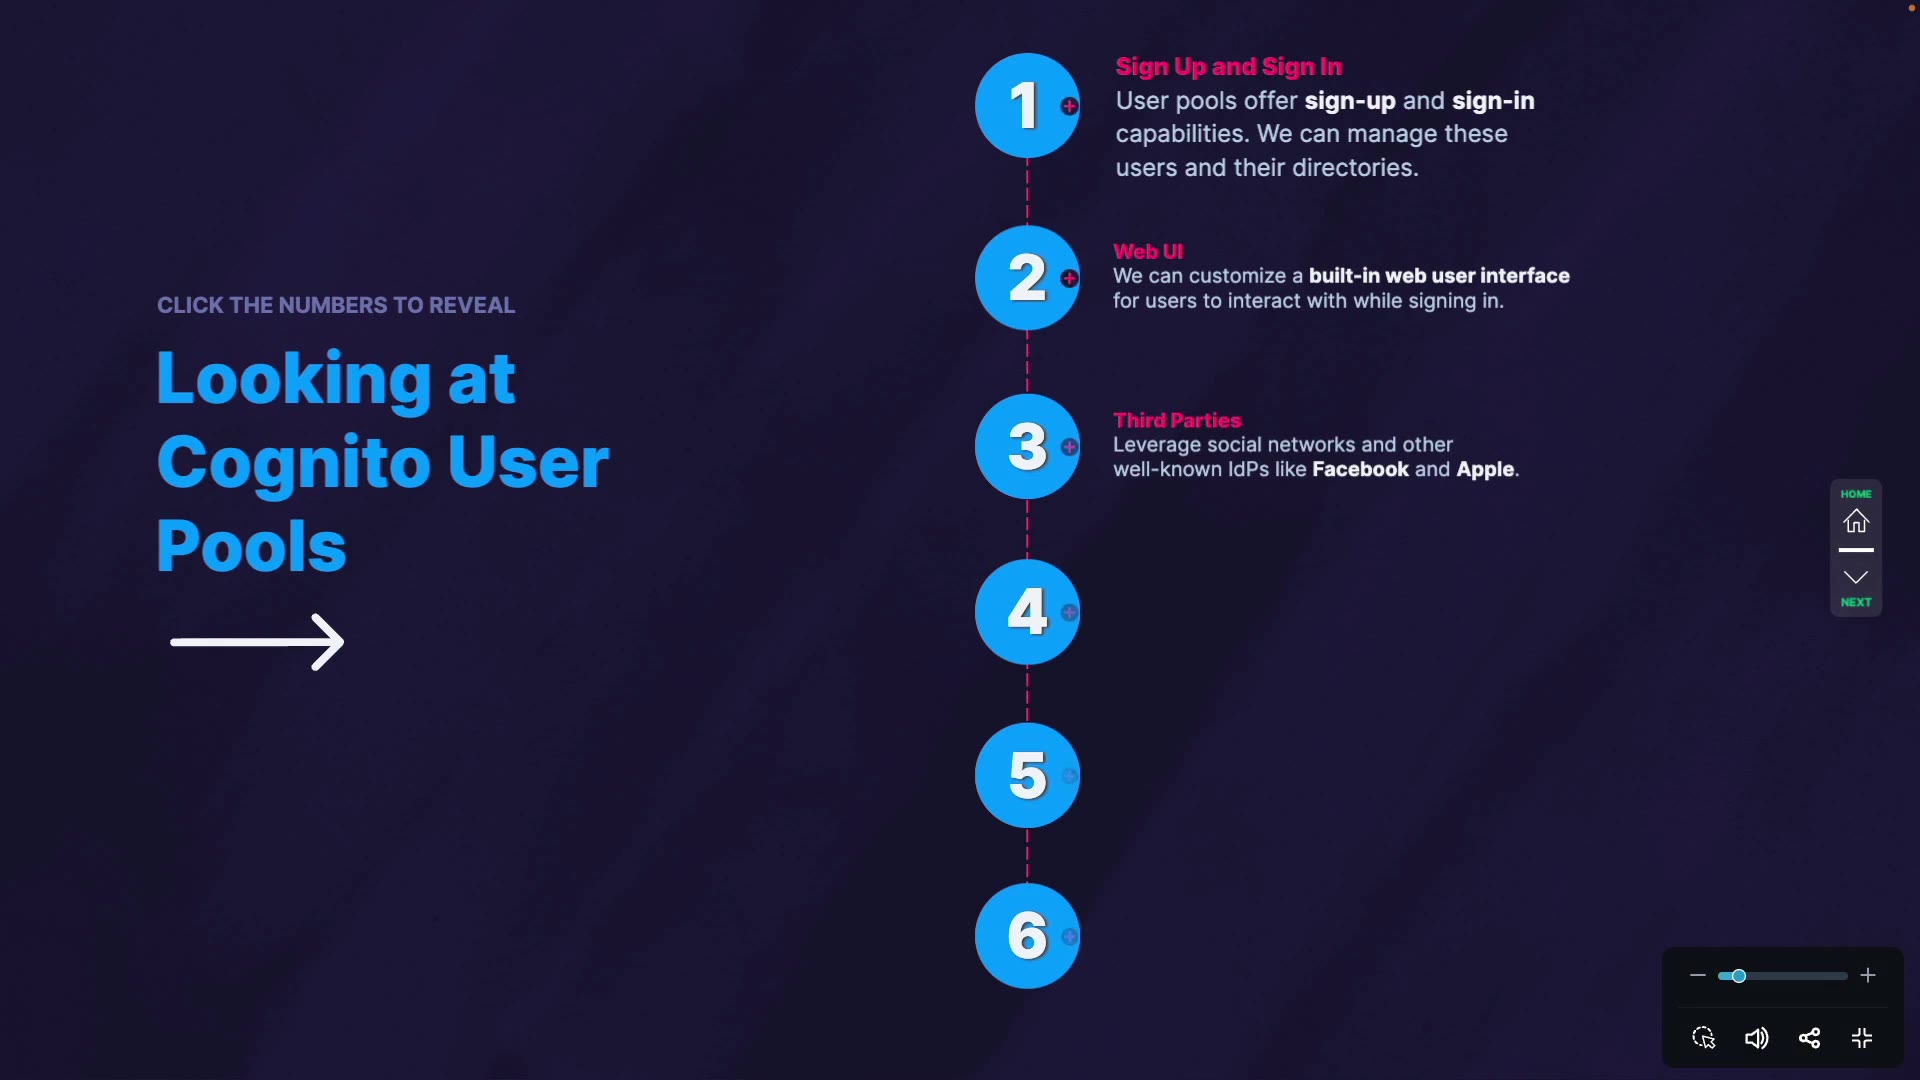 CLICK THE NUMBERS TO REVEAL
Looking at
Cognito User
Pools
1
Sign Up and Sign In
User pools offer sign-up and sign-in
capabilities. We can manage these
users and their directories.
2
Web UI
We can customize a built-in web user interface
for users to interact with while signing in.
3
Third Parties
Leverage social networks and other
well-known IdPs like Facebook and Apple.
4
5
6
HOME
NEXT